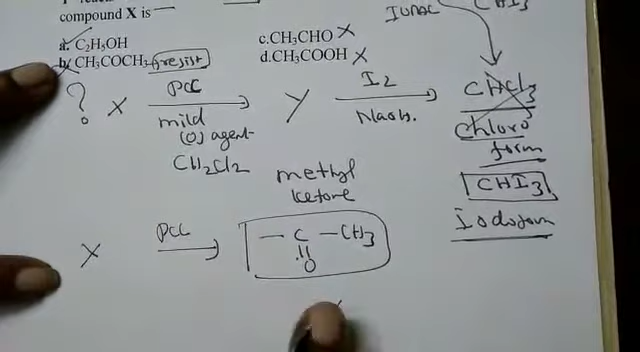 compound X is
a. C2H5OH
b. CH3COCH3 → resist
c. CH3CHO X
d. CH3COOH X
IUPAC
CHI3
? X PCC Y I2 CHCl3
mild
(O) agent
CH2Cl2
NaOH.
Chloro
form
CHI3
Iodoform
methyl
ketone
X PCC — C — CH3
O